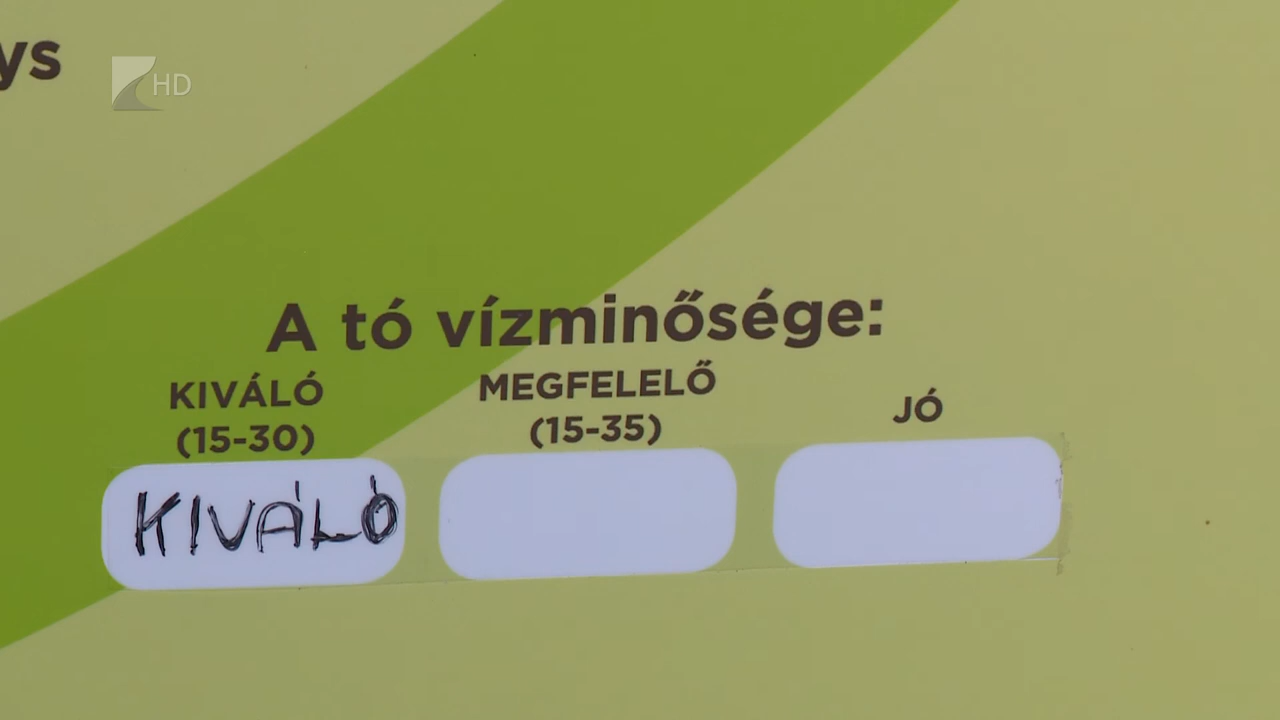 ys
HD
A tó vízminősége:
KIVÁLÓ
(15-30)
MEGFELELŐ
(15-35)
JÓ
KIVÁLÓ